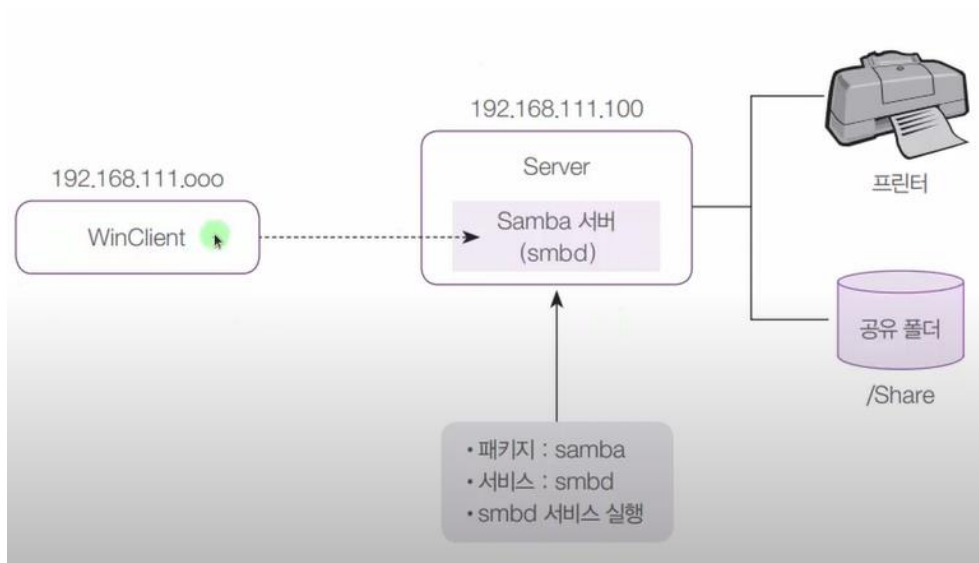 192.168.111.100
Server
프린터
192.168.111.ooo
WinClient
Samba 서버
(smbd)
공유 폴더
/Share
• 패키지 : samba
• 서비스 : smbd
• smbd 서비스 실행